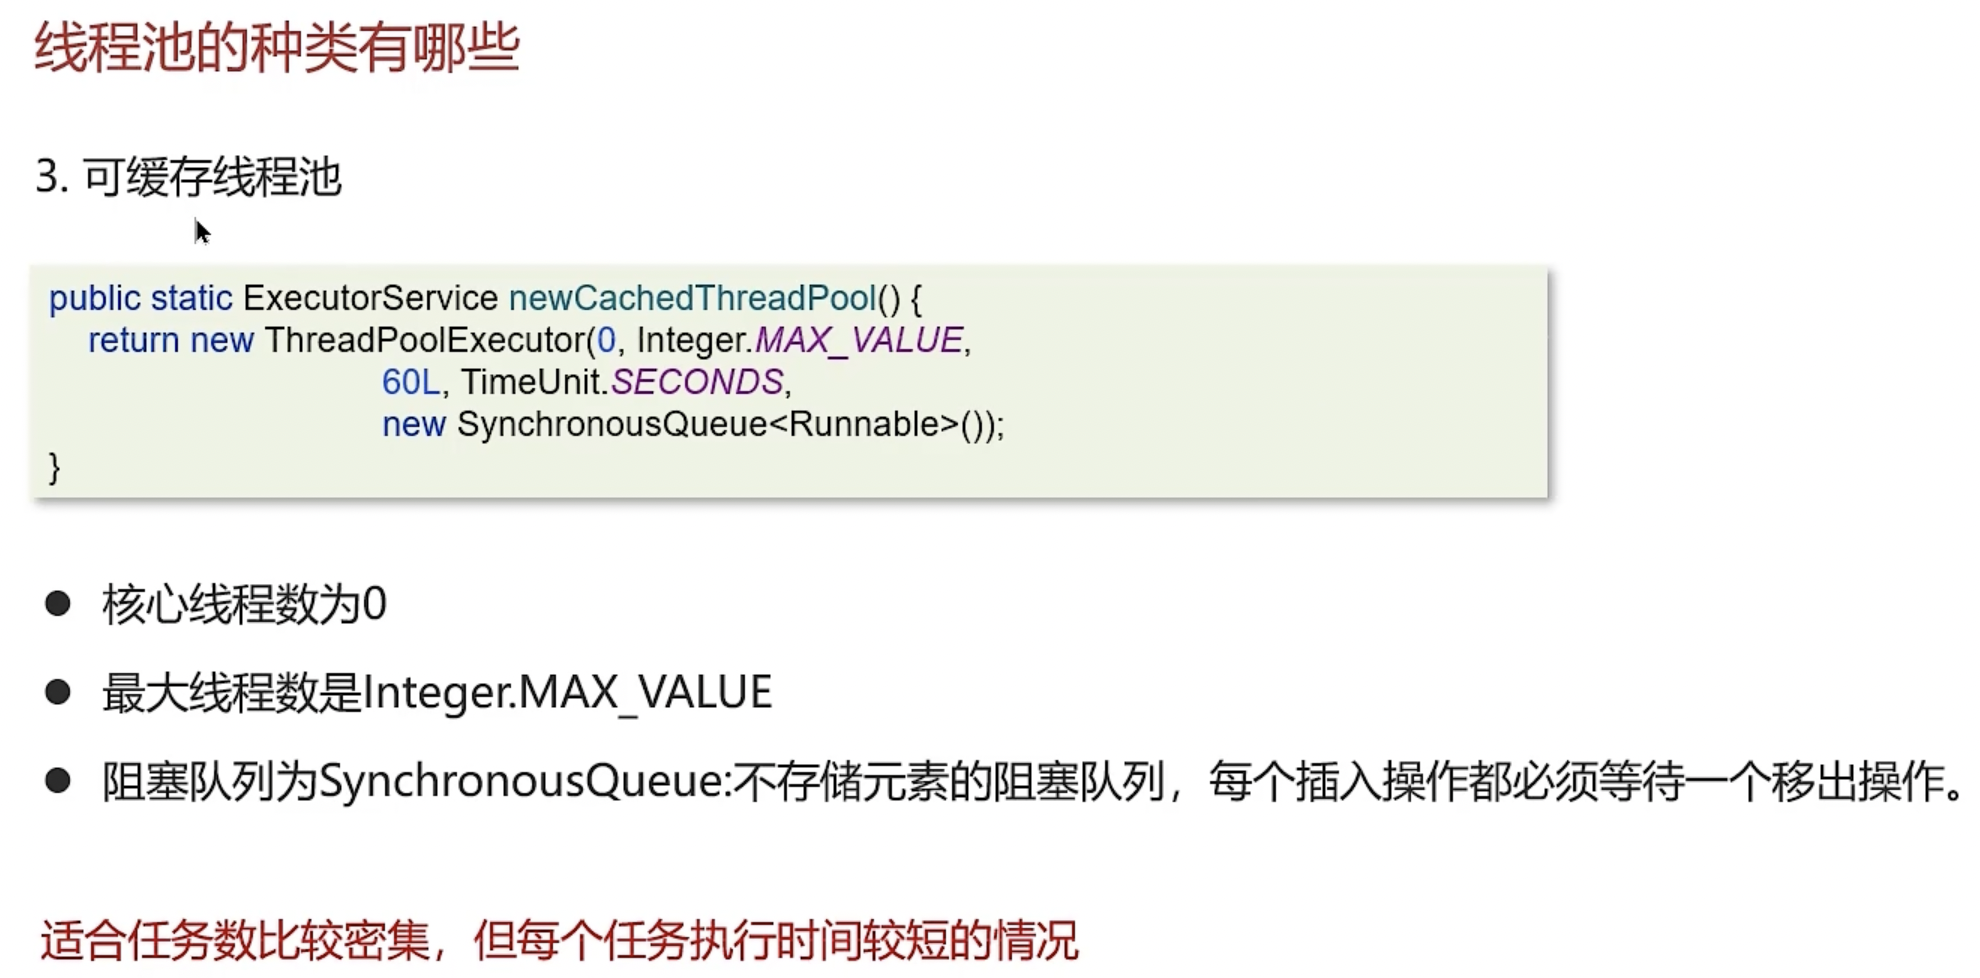 线程池的种类有哪些
3. 可缓存线程池
public static ExecutorService newCachedThreadPool() {
return new ThreadPoolExecutor(0, Integer.MAX_VALUE,
60L, TimeUnit.SECONDS,
new SynchronousQueue<Runnable>());
}
● 核心线程数为0
● 最大线程数是Integer.MAX_VALUE
● 阻塞队列为SynchronousQueue:不存储元素的阻塞队列，每个插入操作都必须等待一个移出操作。
适合任务数比较密集，但每个任务执行时间较短的情况